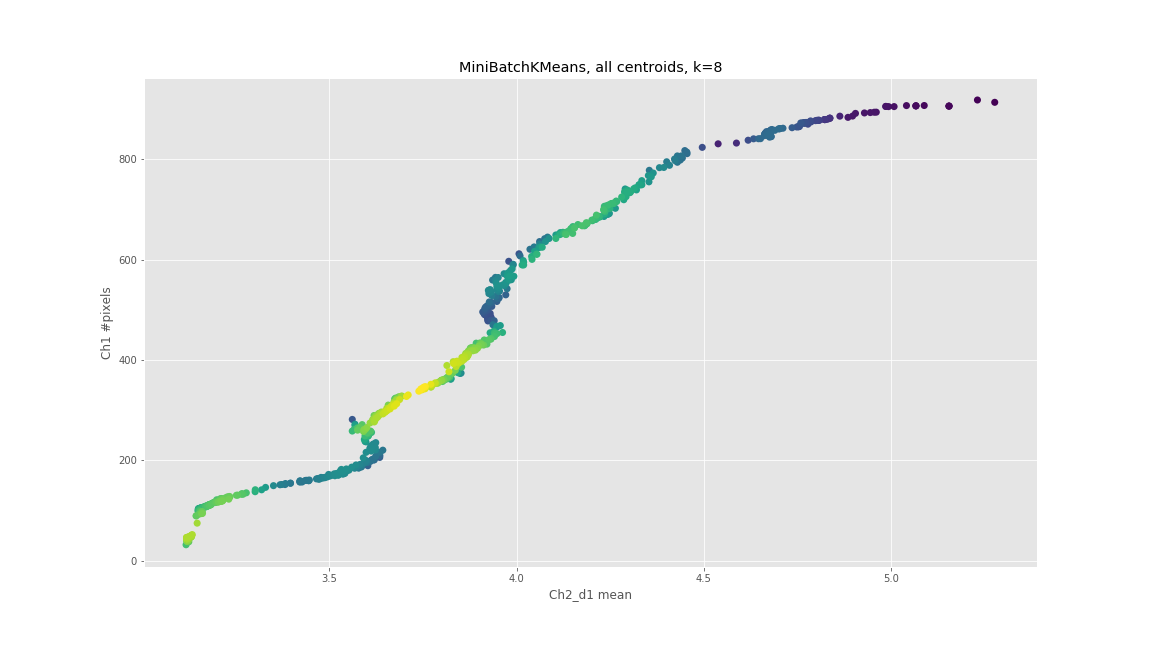 MiniBatchKMeans, all centroids, k=8
800
600
400
200
0
Ch1 #pixels
3.5 4.0 4.5 5.0
Ch2_d1 mean